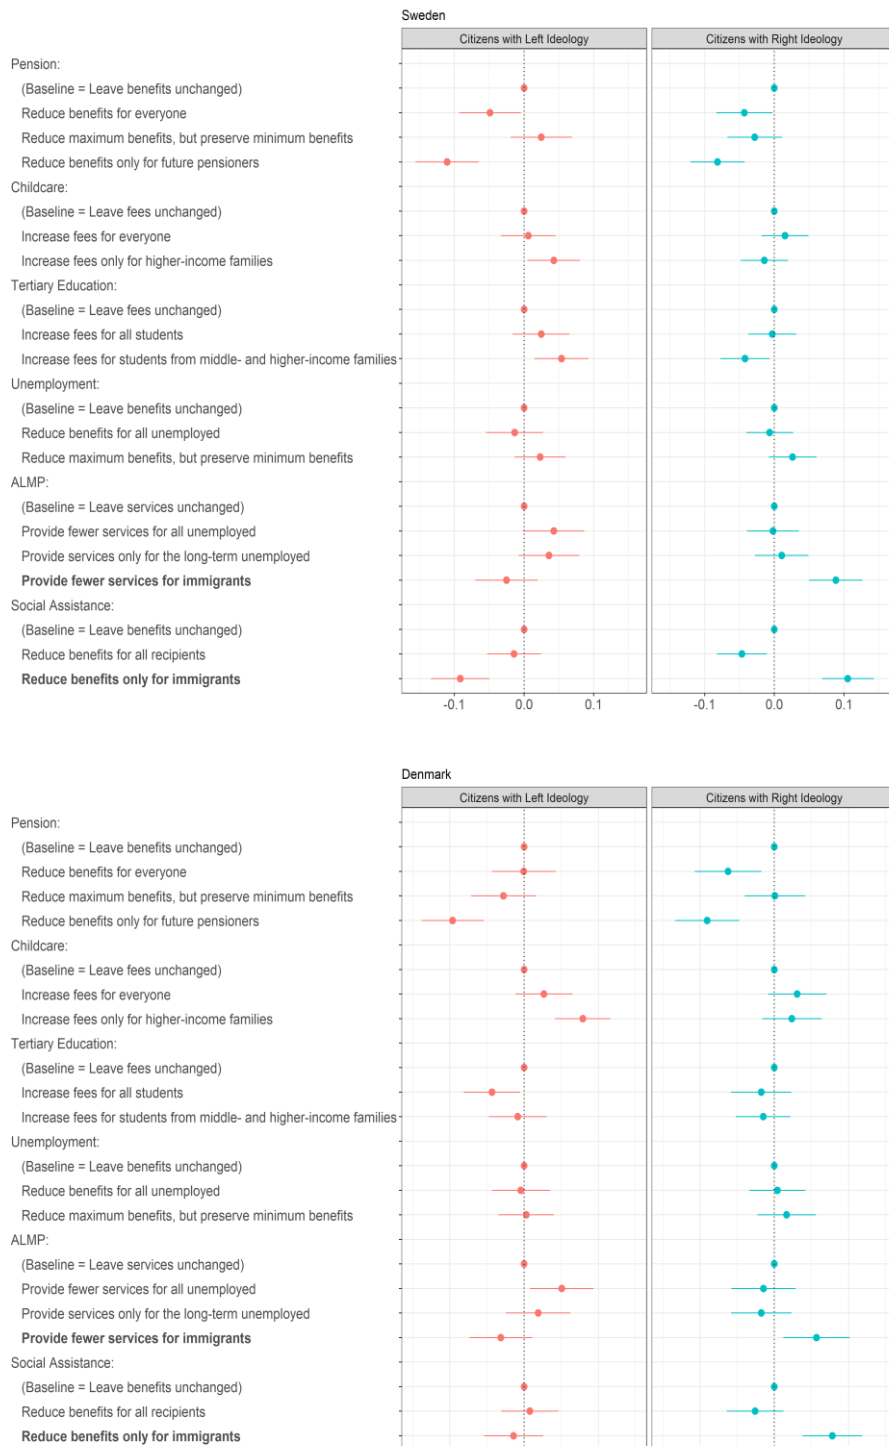 Sweden
Citizens with Left Ideology
Citizens with Right Ideology
Pension:
(Baseline = Leave benefits unchanged)
Reduce benefits for everyone
Reduce maximum benefits, but preserve minimum benefits
Reduce benefits only for future pensioners
Childcare:
(Baseline = Leave fees unchanged)
Increase fees for everyone
Increase fees only for higher-income families
Tertiary Education:
(Baseline = Leave fees unchanged)
Increase fees for all students
Increase fees for students from middle- and higher-income families
Unemployment:
(Baseline = Leave benefits unchanged)
Reduce benefits for all unemployed
Reduce maximum benefits, but preserve minimum benefits
ALMP:
(Baseline = Leave services unchanged)
Provide fewer services for all unemployed
Provide services only for the long-term unemployed
Provide fewer services for immigrants
Social Assistance:
(Baseline = Leave benefits unchanged)
Reduce benefits for all recipients
Reduce benefits only for immigrants
-0.1 0.0 0.1 -0.1 0.0 0.1
Denmark
Citizens with Left Ideology
Citizens with Right Ideology
Pension:
(Baseline = Leave benefits unchanged)
Reduce benefits for everyone
Reduce maximum benefits, but preserve minimum benefits
Reduce benefits only for future pensioners
Childcare:
(Baseline = Leave fees unchanged)
Increase fees for everyone
Increase fees only for higher-income families
Tertiary Education:
(Baseline = Leave fees unchanged)
Increase fees for all students
Increase fees for students from middle- and higher-income families
Unemployment:
(Baseline = Leave benefits unchanged)
Reduce benefits for all unemployed
Reduce maximum benefits, but preserve minimum benefits
ALMP:
(Baseline = Leave services unchanged)
Provide fewer services for all unemployed
Provide services only for the long-term unemployed
Provide fewer services for immigrants
Social Assistance:
(Baseline = Leave benefits unchanged)
Reduce benefits for all recipients
Reduce benefits only for immigrants